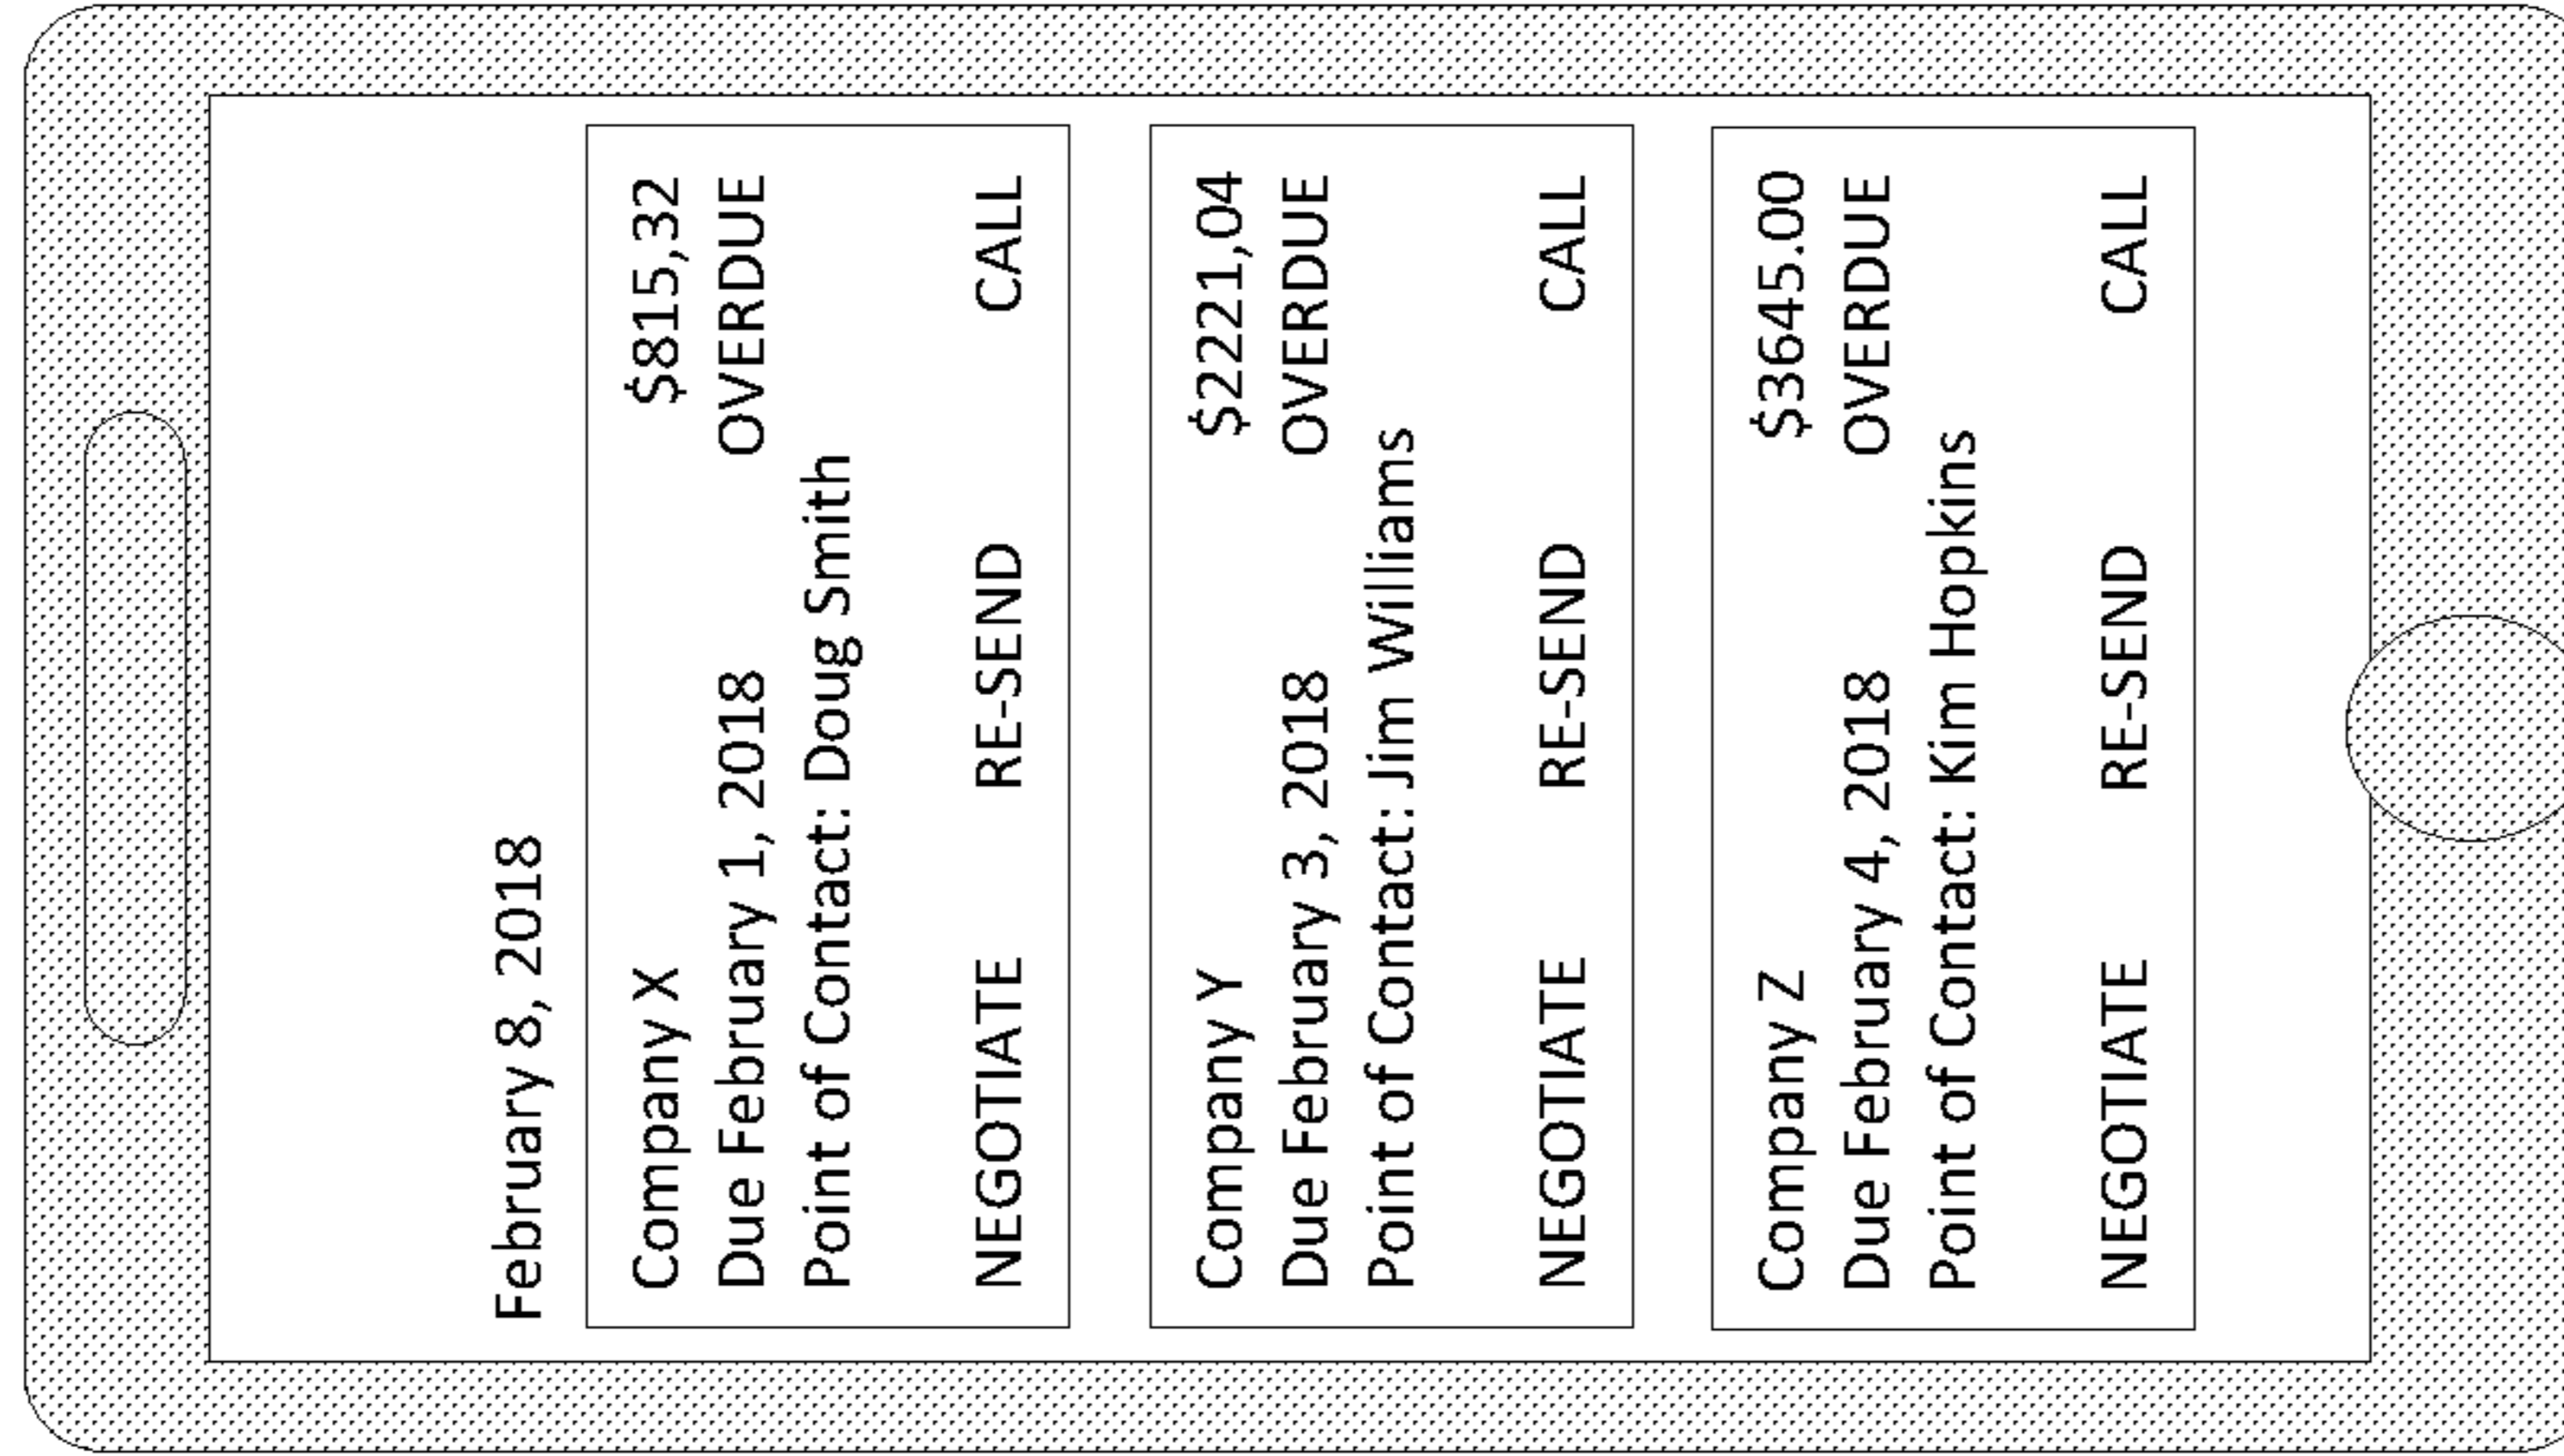 February 8, 2018
Company X $815,32
Due February 1, 2018 OVERDUE
Point of Contact: Doug Smith
NEGOTIATE RE-SEND CALL
Company Y $2221,04
Due February 3, 2018 OVERDUE
Point of Contact: Jim Williams
NEGOTIATE RE-SEND CALL
Company Z $3645.00
Due February 4, 2018 OVERDUE
Point of Contact: Kim Hopkins
NEGOTIATE RE-SEND CALL